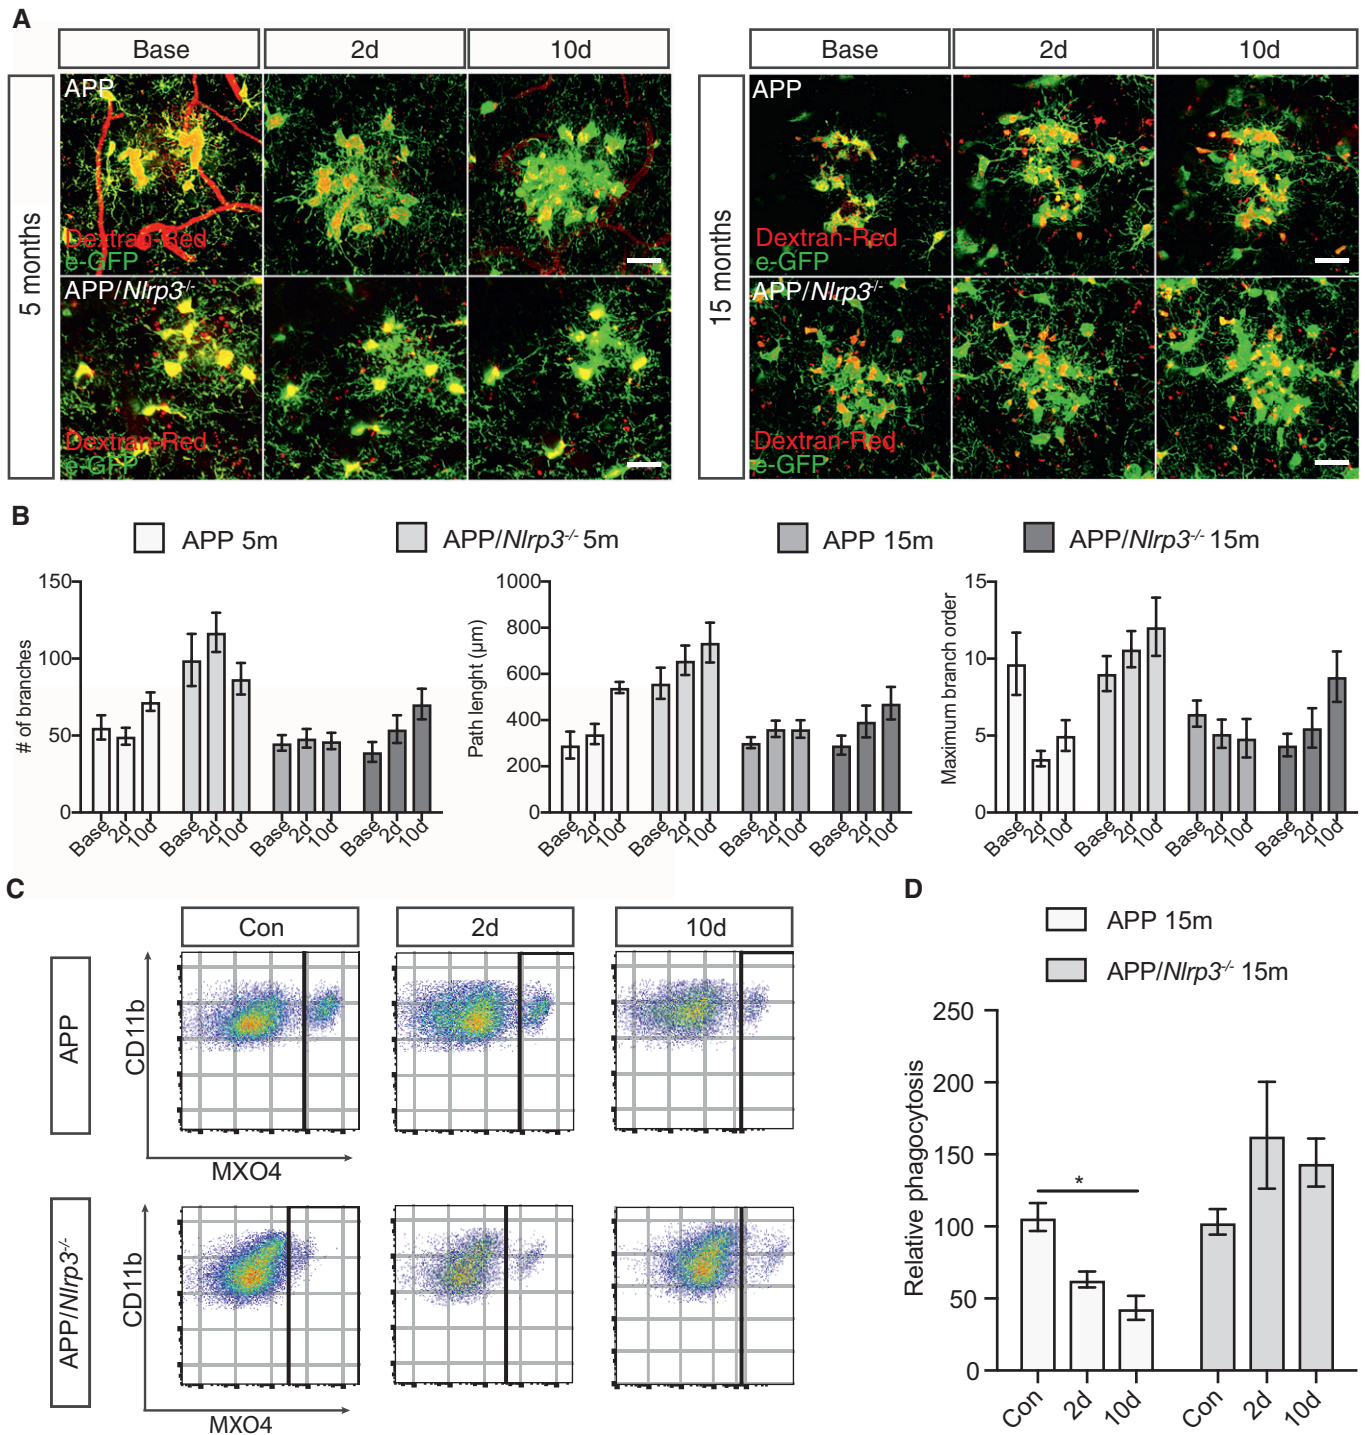 A
Base 2d 10d
Base 2d 10d
5 months
APP
Dextran-Red
e-GFP
APP/Nlrp3-/-
Dextran-Red
e-GFP
15 months
APP
Dextran-Red
e-GFP
APP/Nlrp3-/-
Dextran-Red
e-GFP
B
APP 5m
APP/Nlrp3-/- 5m
APP 15m
APP/Nlrp3-/- 15m
# of branches
150
100
50
0
Base 2d 10d Base 2d 10d Base 2d 10d Base 2d 10d
Path lenght (µm)
1000
800
600
400
200
0
Base 2d 10d Base 2d 10d Base 2d 10d Base 2d 10d
Maximum branch order
15
10
5
0
Base 2d 10d Base 2d 10d Base 2d 10d Base 2d 10d
C
Con 2d 10d
APP
CD11b
MXO4
APP/Nlrp3-/-
CD11b
MXO4
D
APP 15m
APP/Nlrp3-/- 15m
Relative phagocytosis
250
200
150
100
50
0
*
Con 2d 10d Con 2d 10d